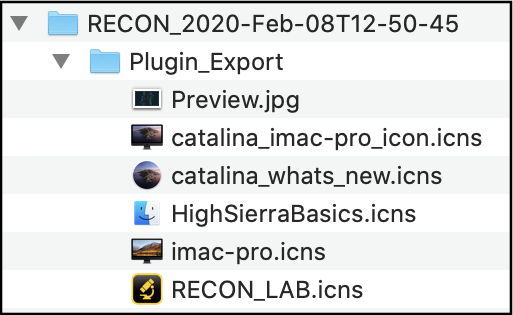 RECON_2020-Feb-08T12-50-45
Plugin_Export
Preview.jpg
catalina_imac-pro_icon.icns
catalina_whats_new.icns
HighSierraBasics.icns
imac-pro.icns
RECON_LAB.icns